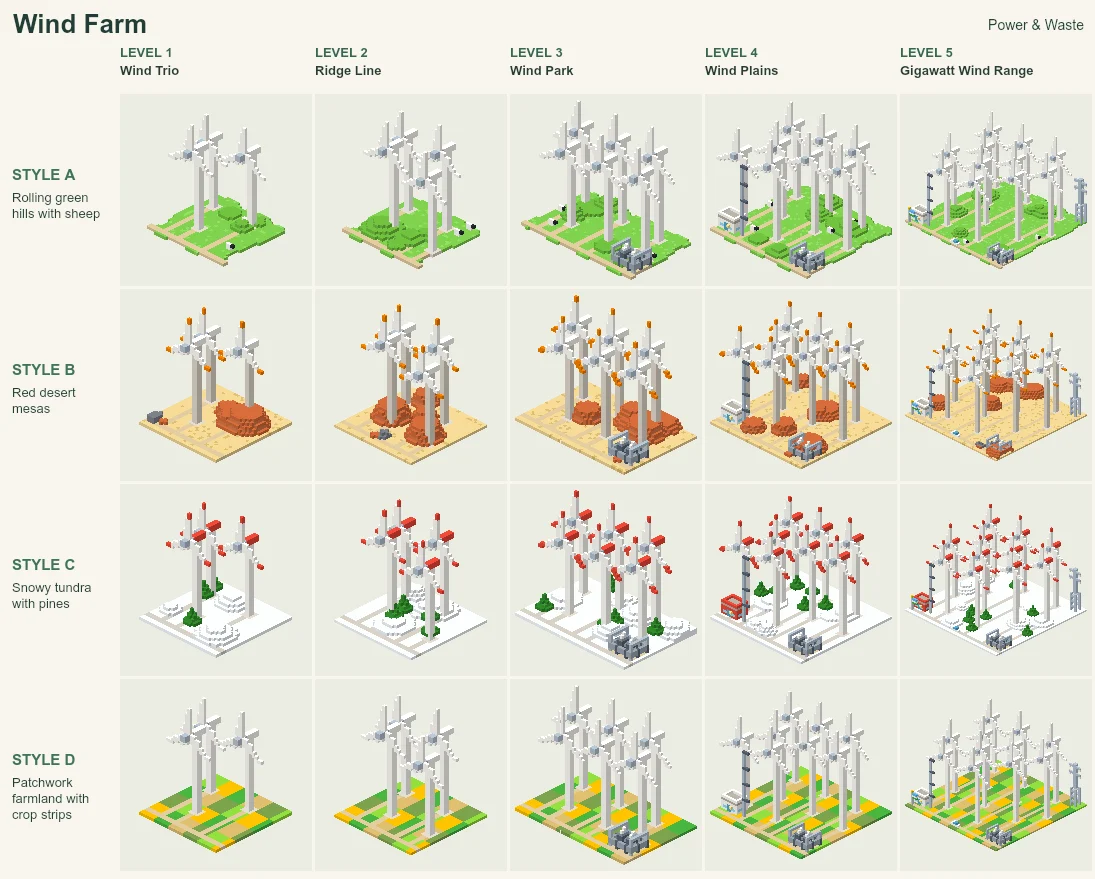 Wind Farm
Power & Waste
LEVEL 1
Wind Trio
LEVEL 2
Ridge Line
LEVEL 3
Wind Park
LEVEL 4
Wind Plains
LEVEL 5
Gigawatt Wind Range
STYLE A
Rolling green
hills with sheep
STYLE B
Red desert
mesas
STYLE C
Snowy tundra
with pines
STYLE D
Patchwork
farmland with
crop strips